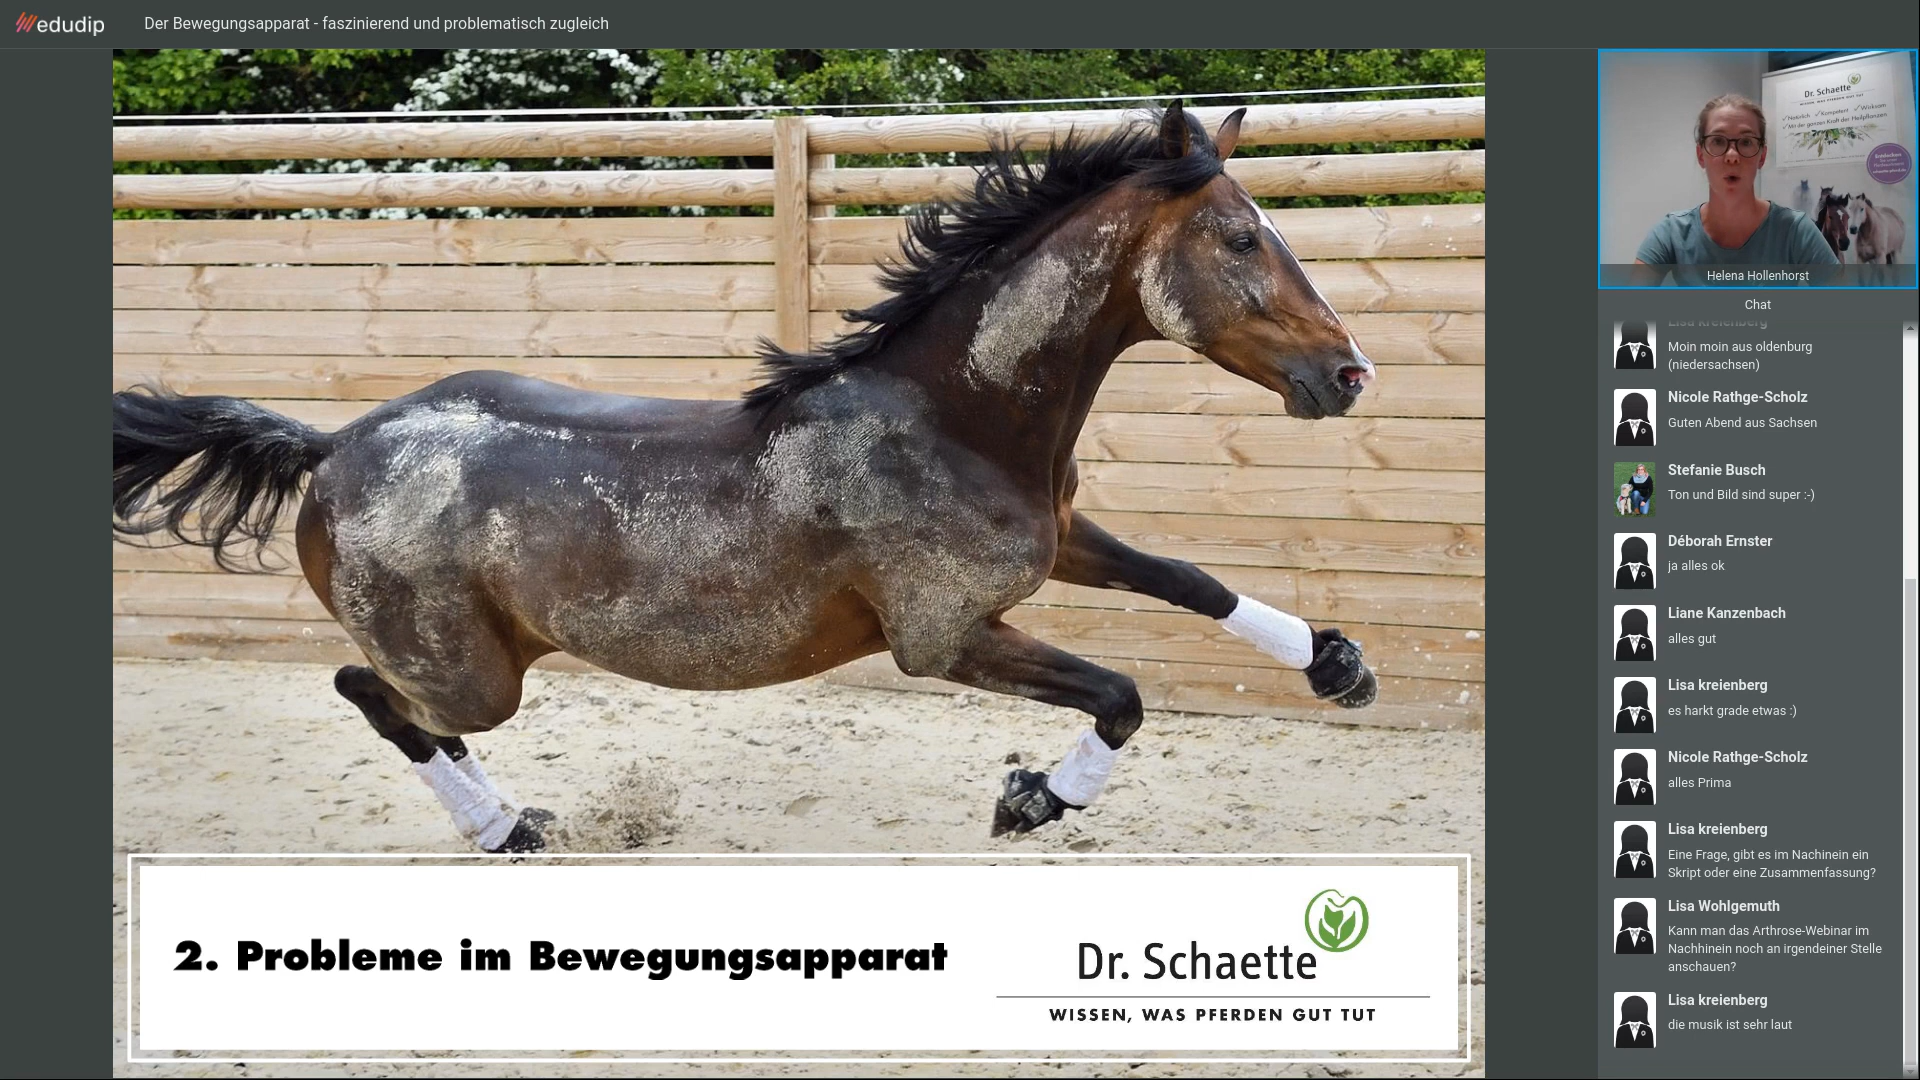 edudip
Der Bewegungsapparat - faszinierend und problematisch zugleich
Dr. Schaette
Helena Hollenhorst
Chat
Lisa kreienberg
Moin moin aus oldenburg
(niedersachsen)
Nicole Rathge-Scholz
Guten Abend aus Sachsen
Stefanie Busch
Ton und Bild sind super :-)
Déborah Ernster
ja alles ok
Liane Kanzenbach
alles gut
Lisa kreienberg
es harkt grade etwas :)
Nicole Rathge-Scholz
alles Prima
Lisa kreienberg
Eine Frage, gibt es im Nachinein ein
Skript oder eine Zusammenfassung?
Lisa Wohlgemuth
Kann man das Arthrose-Webinar im
Nachhinein noch an irgendeiner Stelle
anschauen?
Lisa kreienberg
die musik ist sehr laut
2. Probleme im Bewegungsapparat
Dr. Schaette
WISSEN, WAS PFERDEN GUT TUT